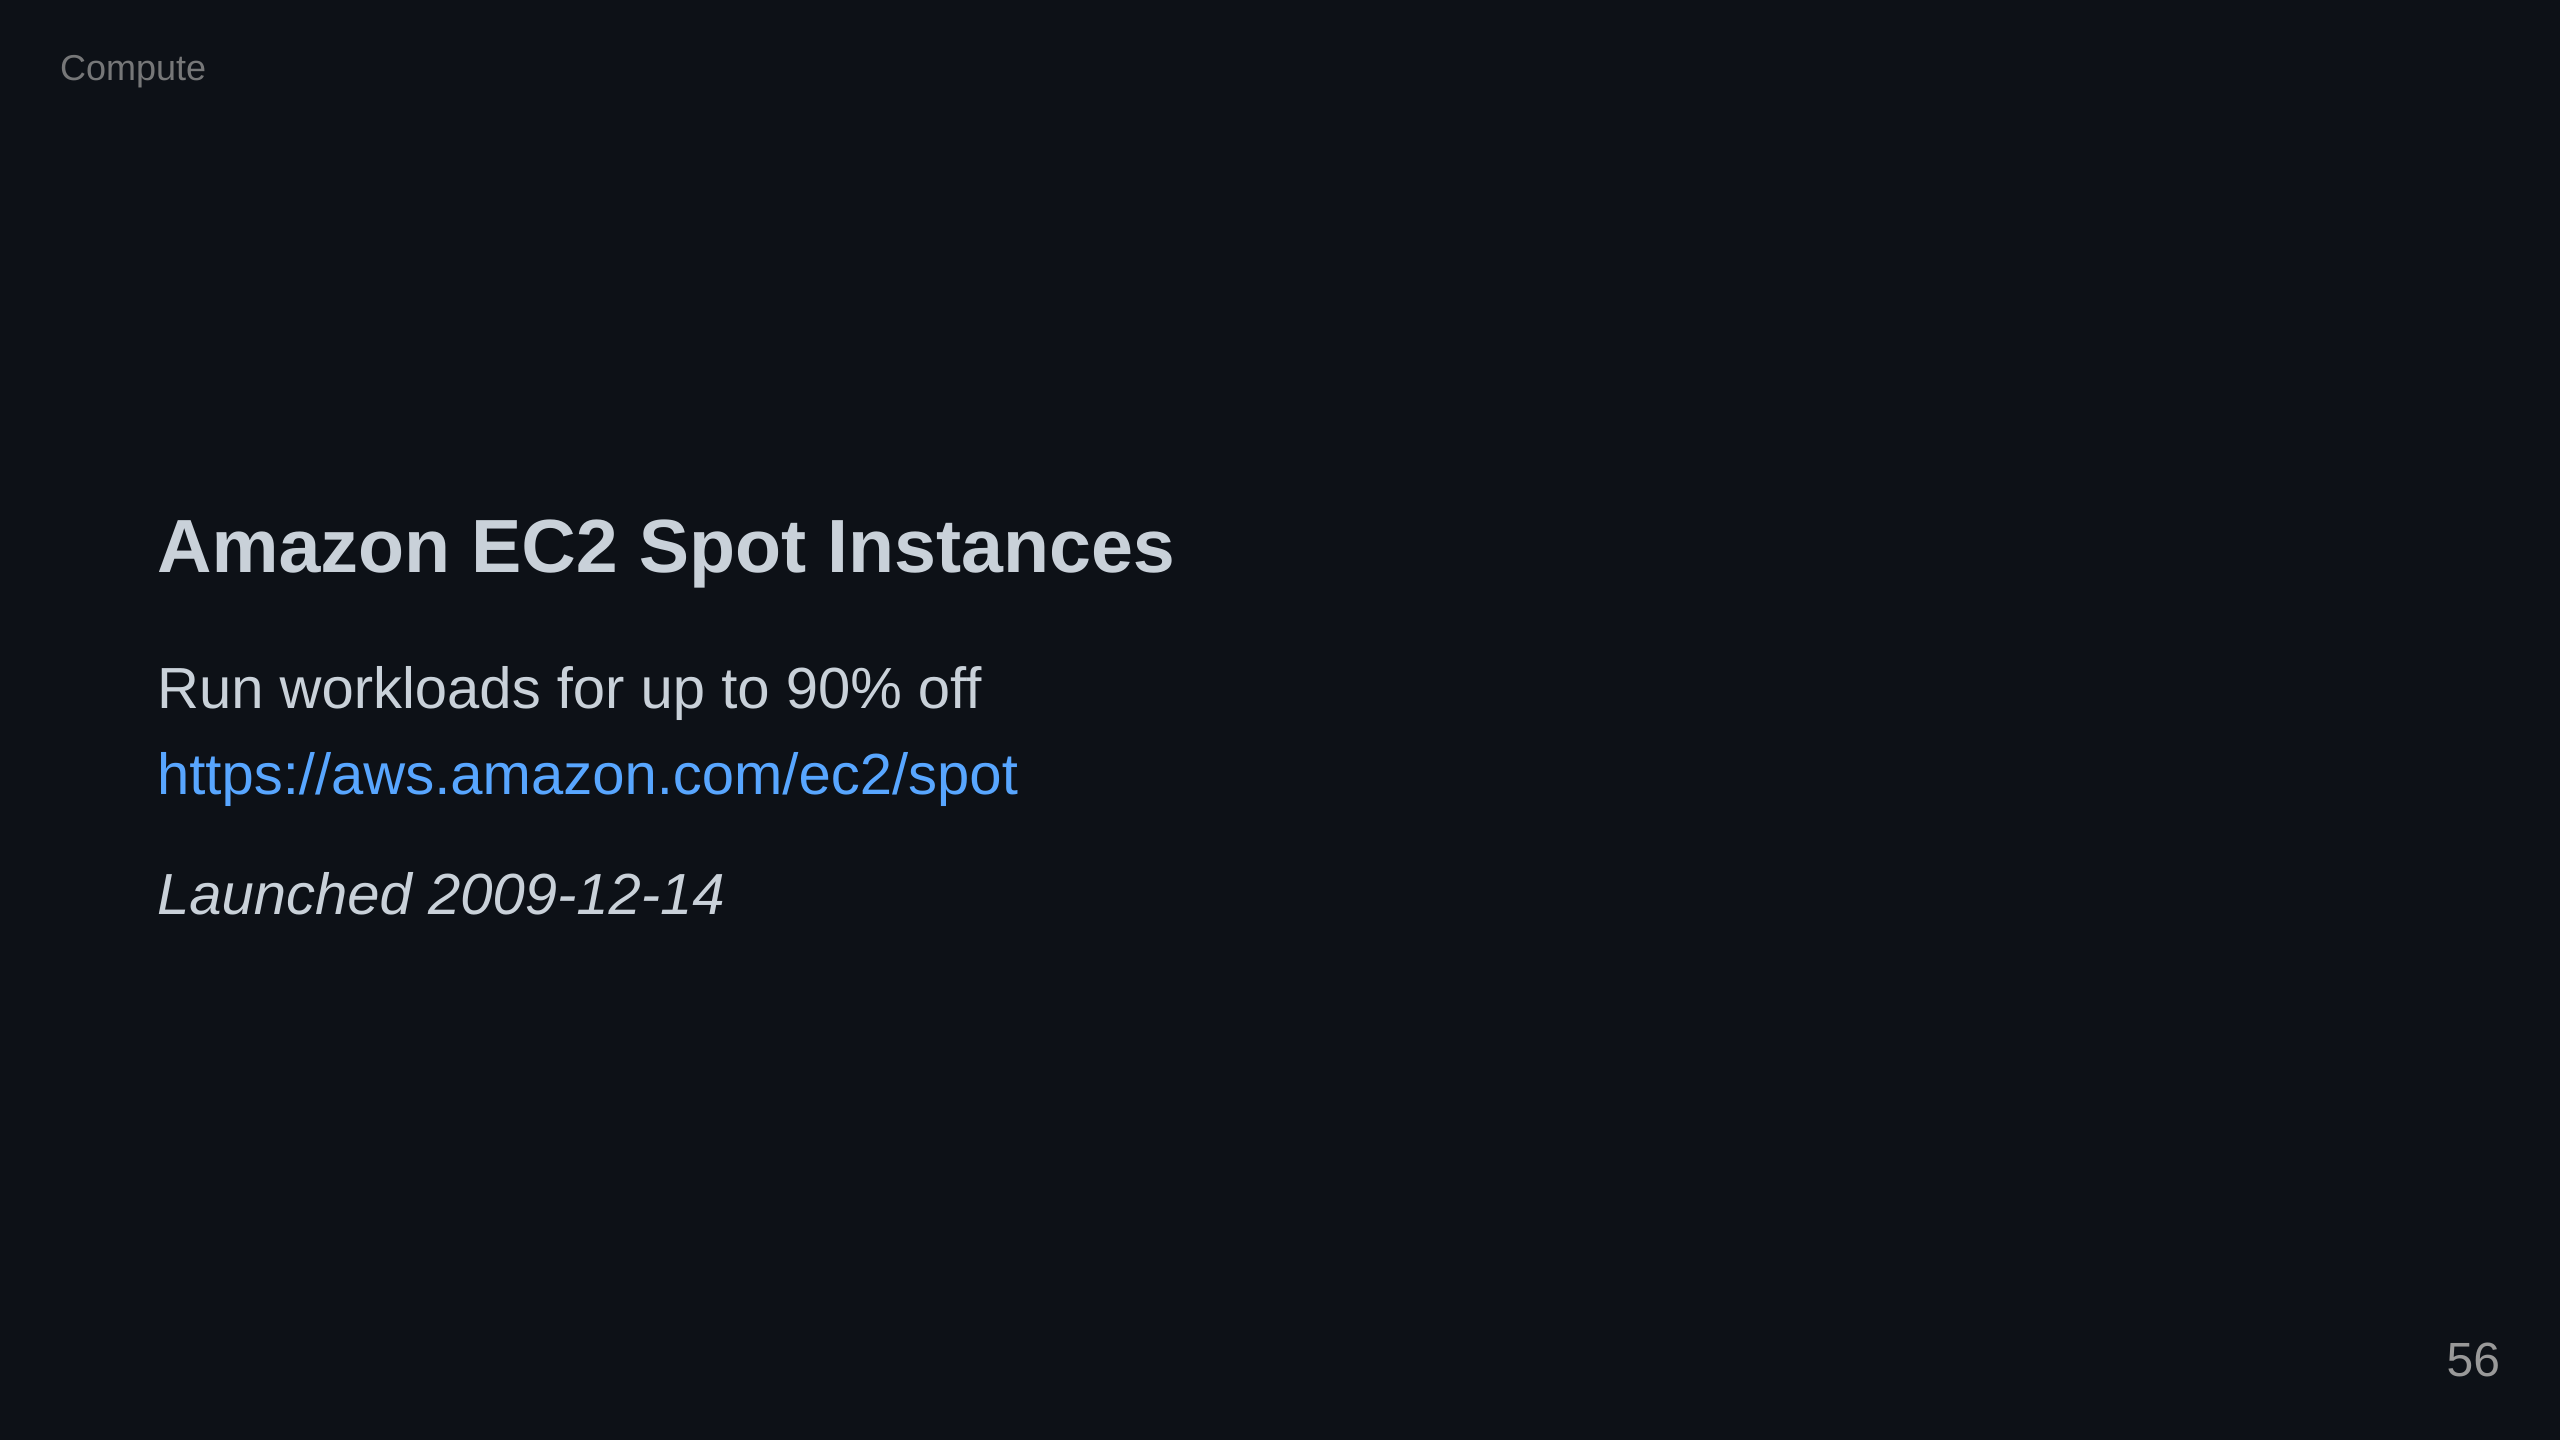 Compute
Amazon EC2 Spot Instances
Run workloads for up to 90% off
https://aws.amazon.com/ec2/spot
Launched 2009-12-14
56